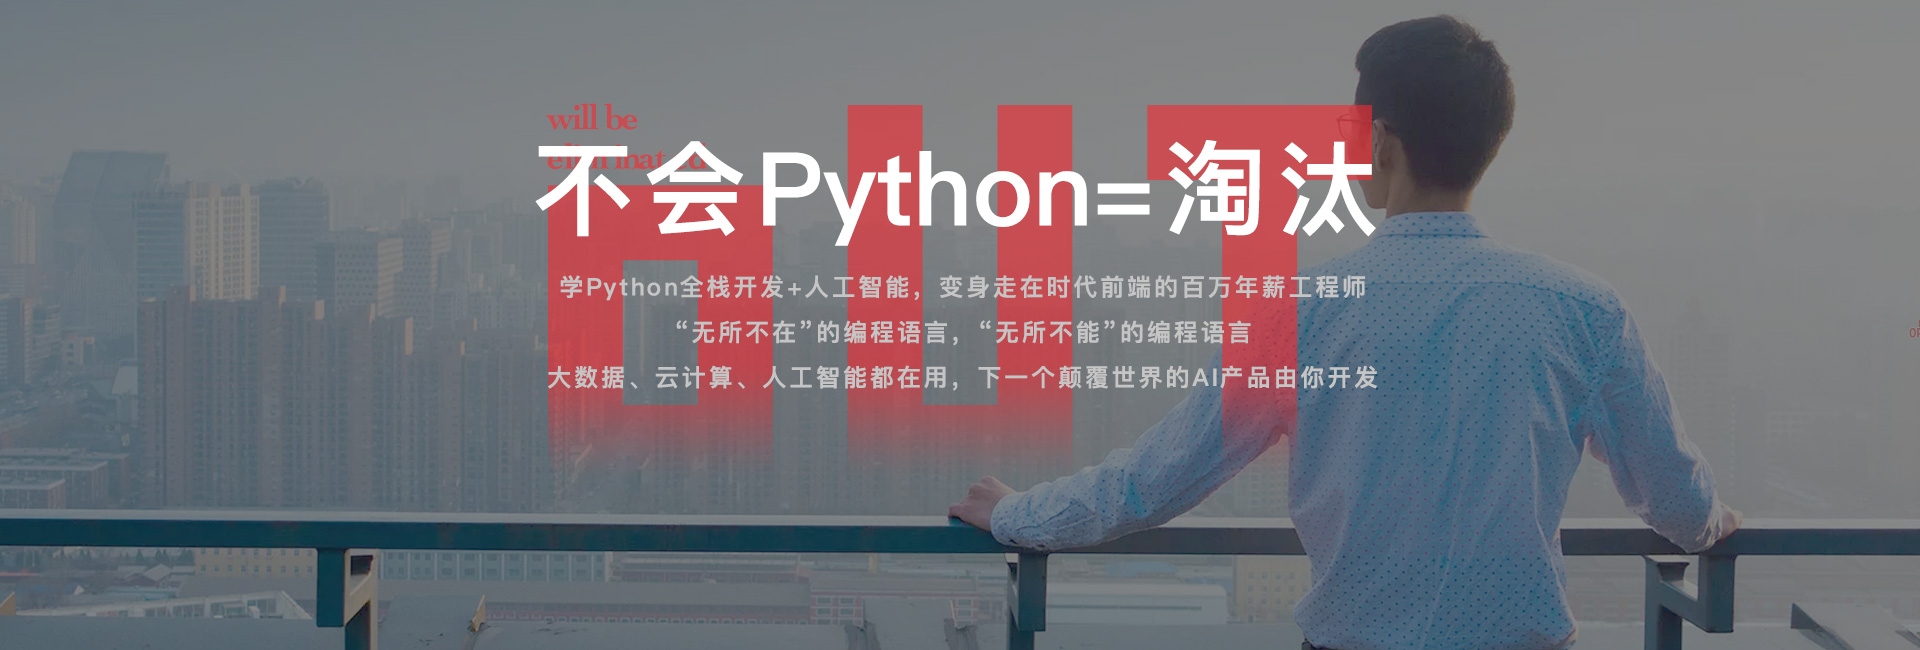 will be
eliminated
OUT
不会Python=淘汰
学Python全栈开发+人工智能，变身走在时代前端的百万年薪工程师
“无所不在”的编程语言，“无所不能”的编程语言
大数据、云计算、人工智能都在用，下一个颠覆世界的AI产品由你开发